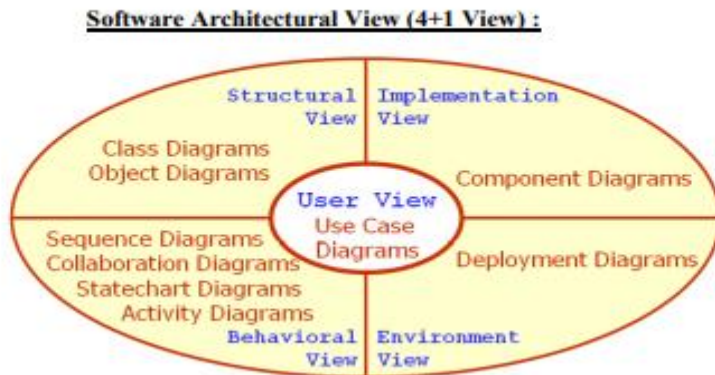 Software Architectural View (4+1 View) :
Structural
View
Class Diagrams
Object Diagrams
Implementation
View
Component Diagrams
User View
Use Case
Diagrams
Sequence Diagrams
Collaboration Diagrams
Statechart Diagrams
Activity Diagrams
Behavioral
View
Deployment Diagrams
Environment
View